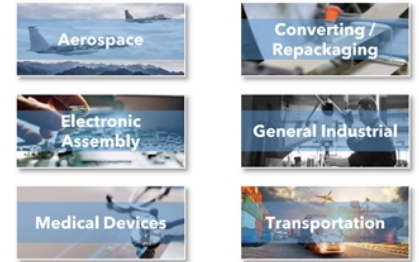 Aerospace
Converting /
Repackaging
Electronic
Assembly
General Industrial
Medical Devices
Transportation